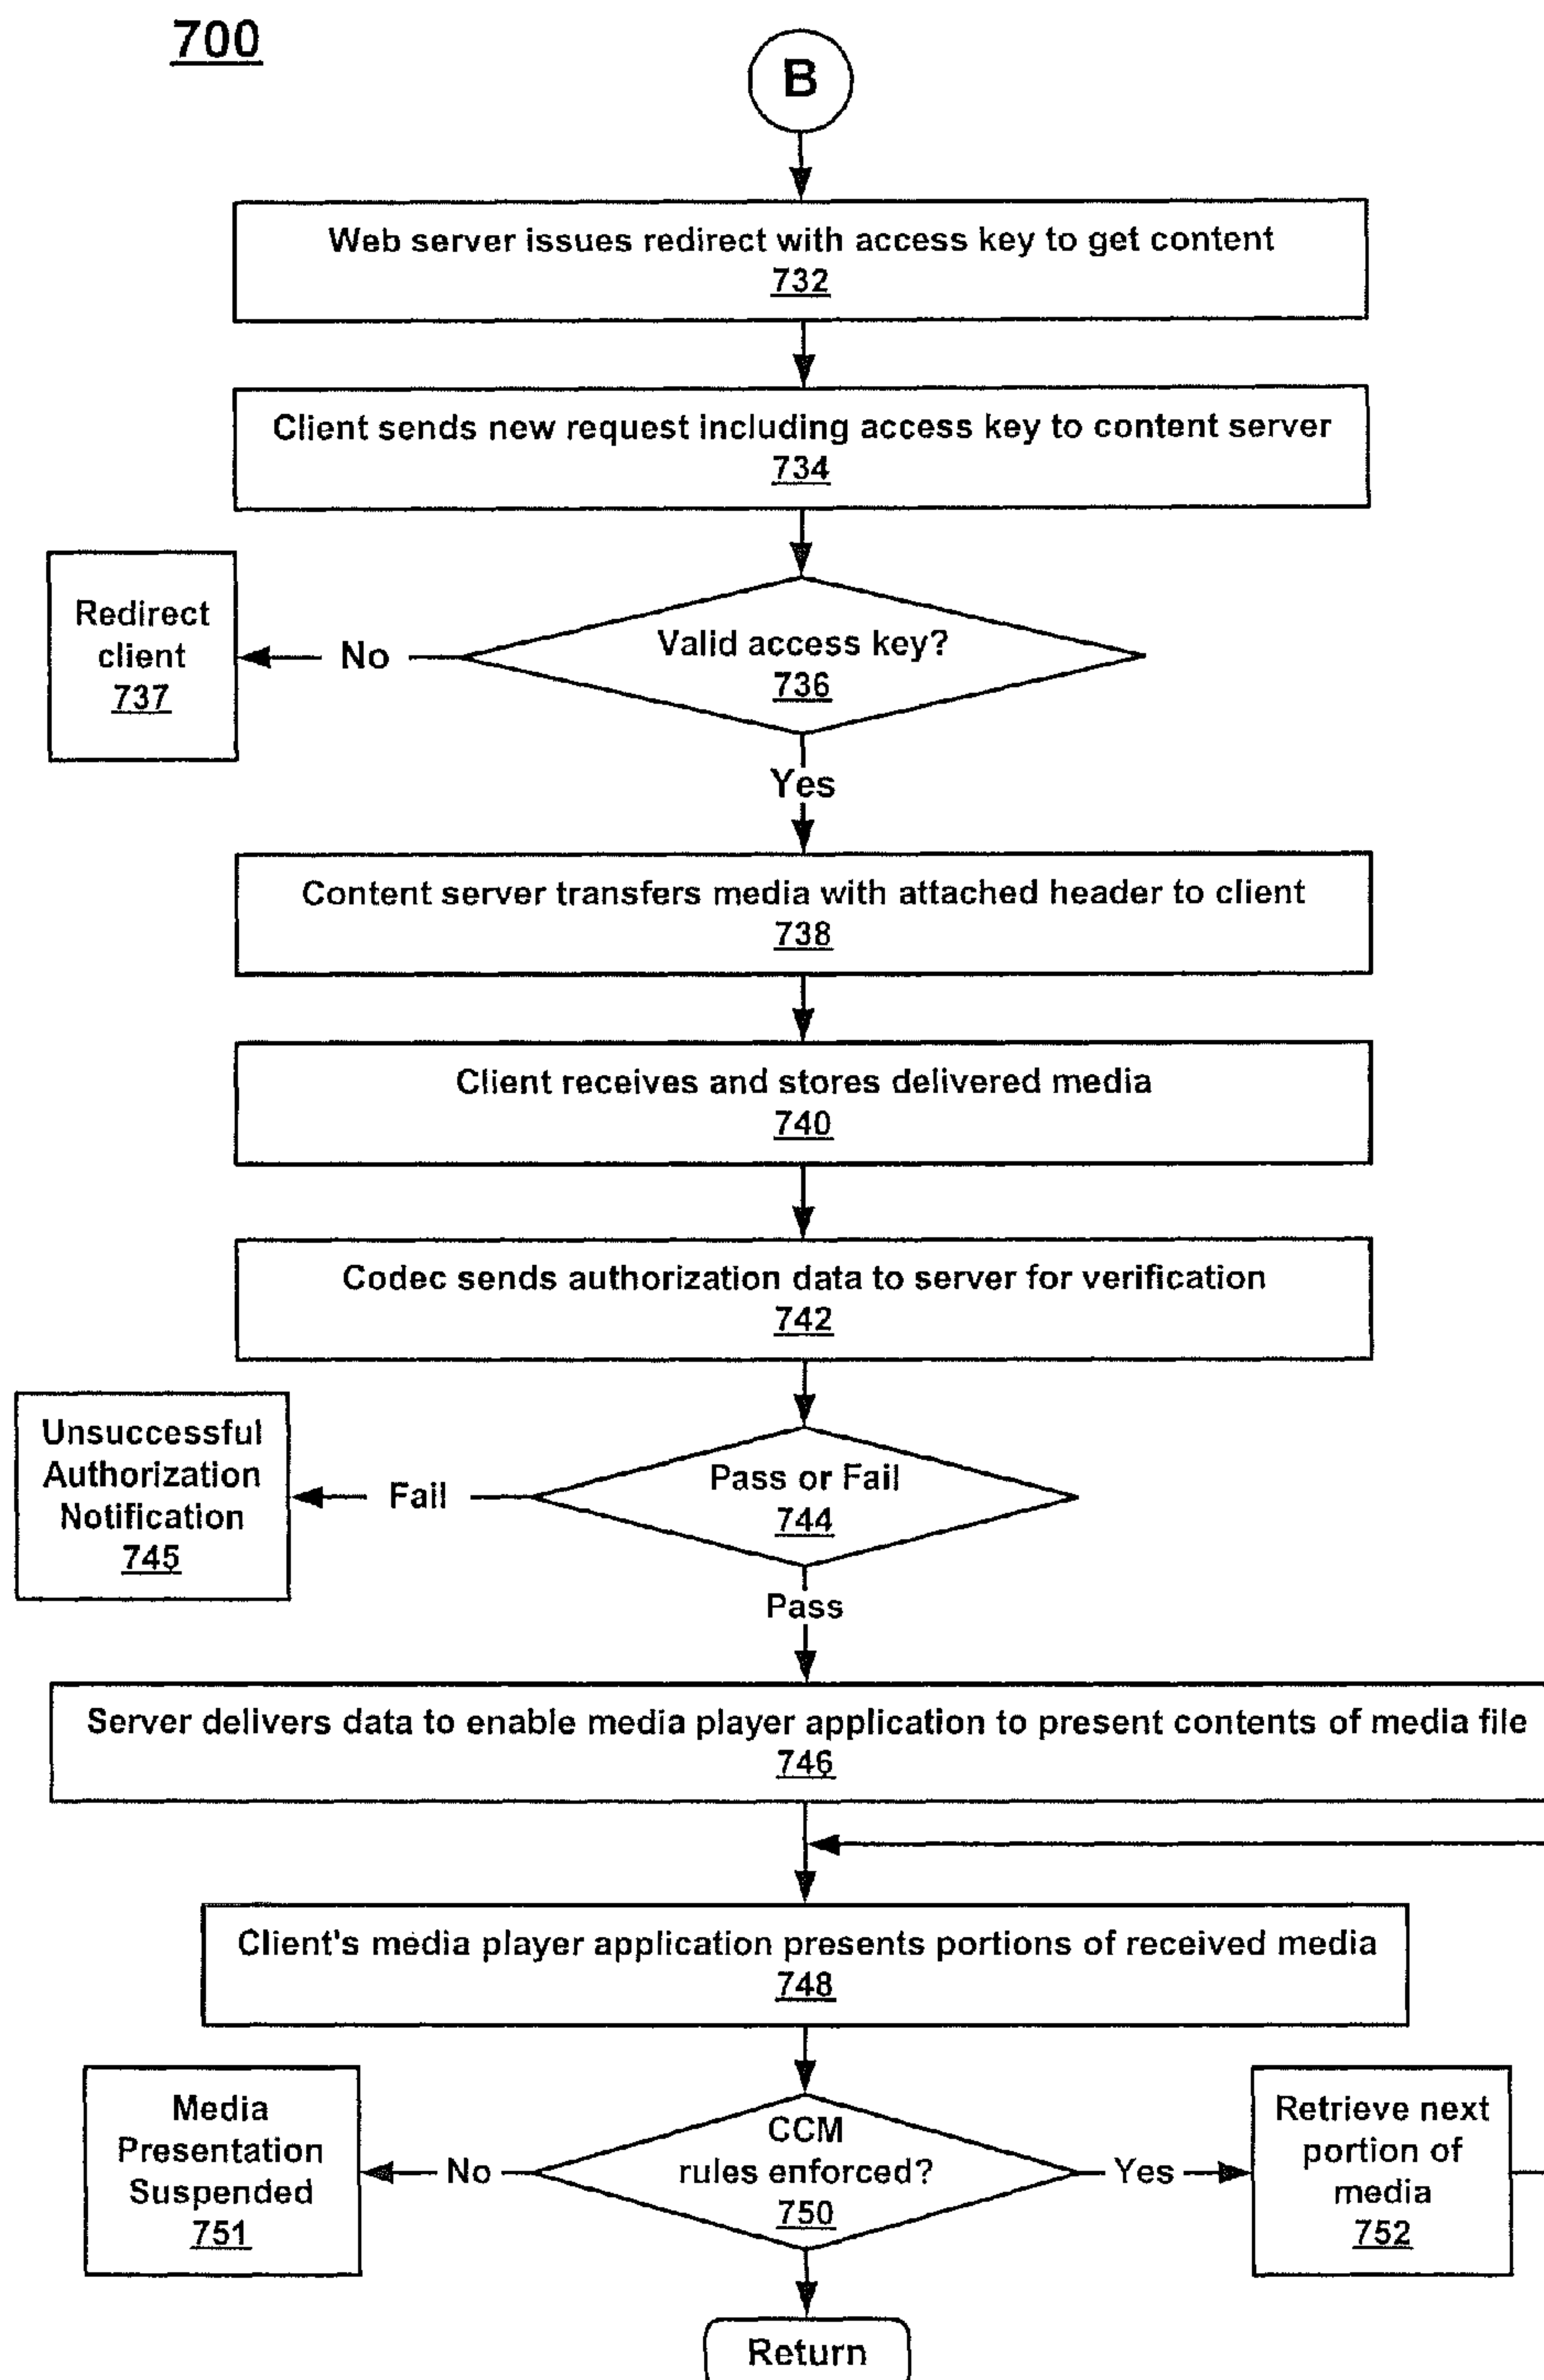 700
B
Web server issues redirect with access key to get content
732
Client sends new request including access key to content server
734
Redirect
client
737
No
Valid access key?
736
Yes
Content server transfers media with attached header to client
738
Client receives and stores delivered media
740
Codec sends authorization data to server for verification
742
Unsuccessful
Authorization
Notification
745
Fail
Pass or Fail
744
Pass
Server delivers data to enable media player application to present contents of media file
746
Client's media player application presents portions of received media
748
Media
Presentation
Suspended
751
No
CCM
rules enforced?
750
Yes
Retrieve next
portion of
media
752
Return